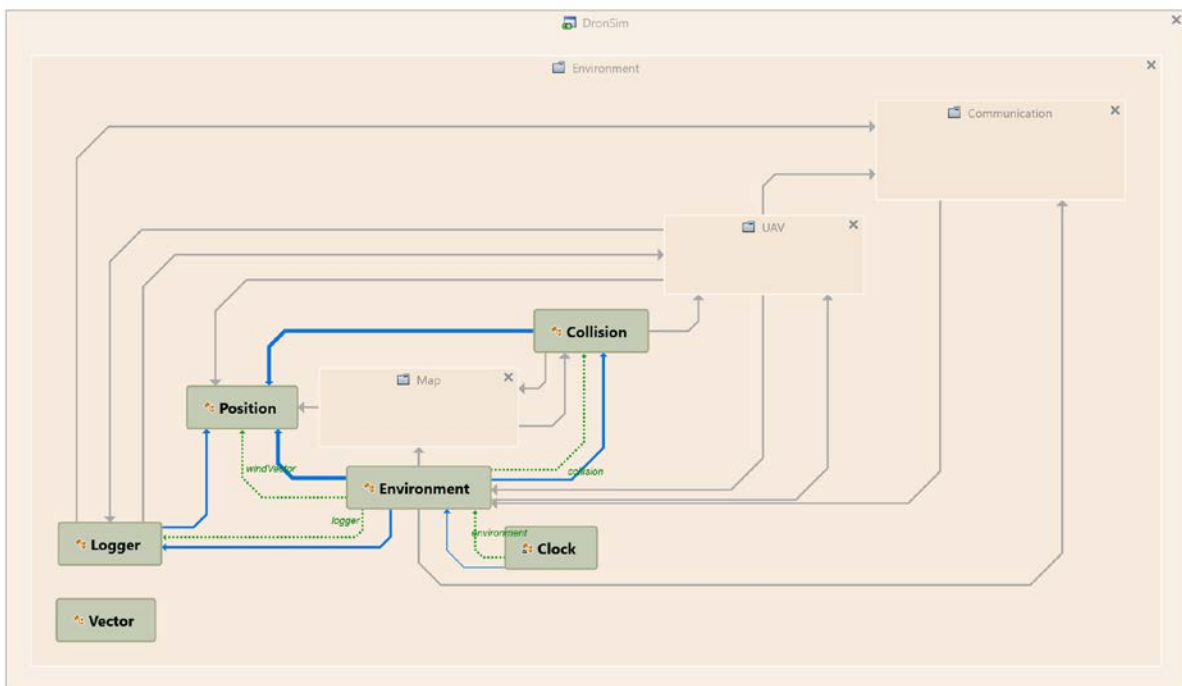 DronSim
Environment
Communication
UAV
Collision
Map
Position
windVector
collision
Environment
logger
environment
Logger
Clock
Vector